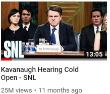 SNL
13:05
Kavanaugh Hearing Cold
Open - SNL
25M views • 11 months ago